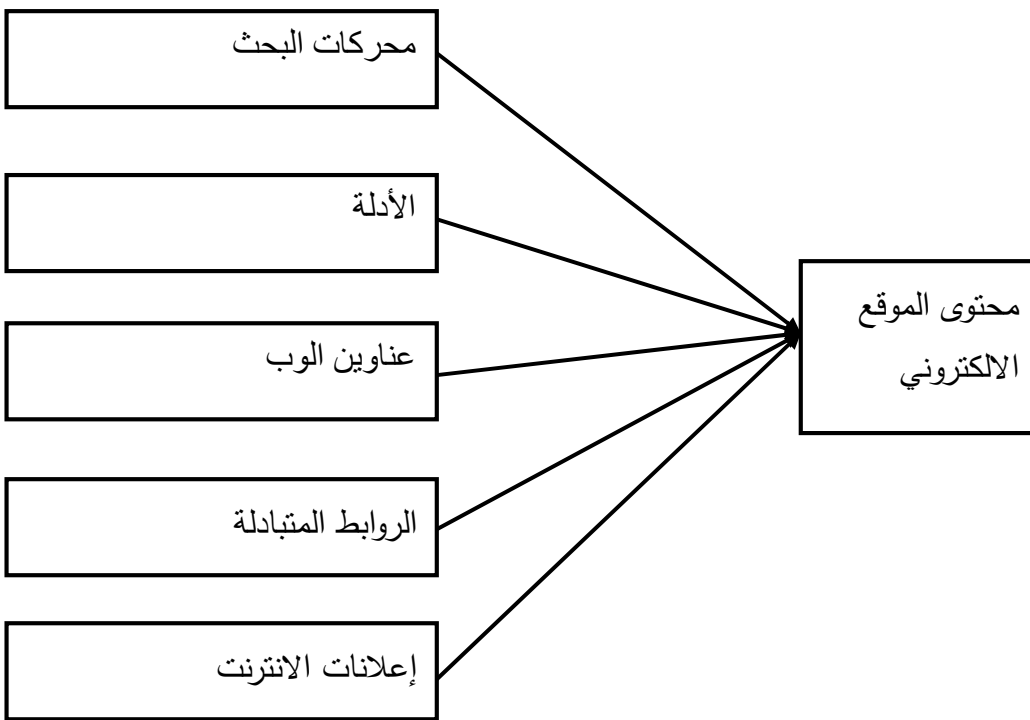 محركات البحث
الأدلة
عناوين الوب
الروابط المتبادلة
إعلانات الانترنت
محتوى الموقع
الالكتروني